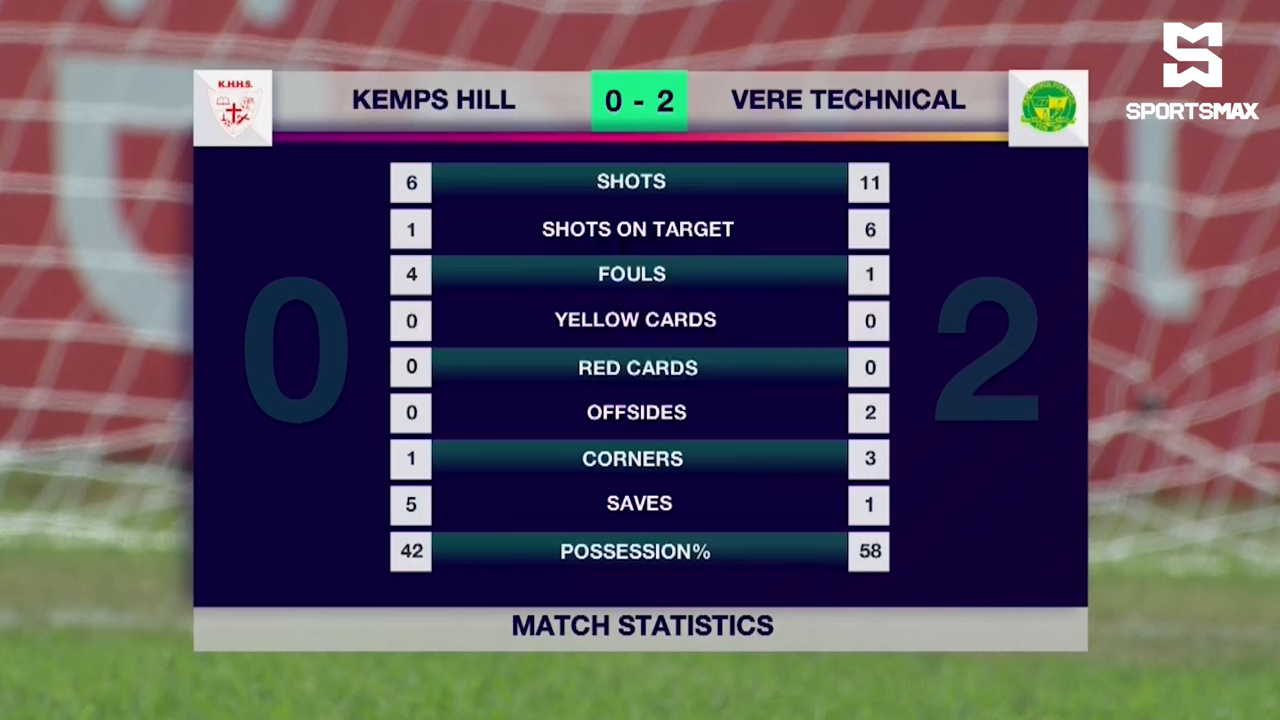 SPORTSMAX
K.H.H.S.
KEMPS HILL 0 - 2 VERE TECHNICAL
6 SHOTS 11
1 SHOTS ON TARGET 6
4 FOULS 1
0 YELLOW CARDS 0
0 RED CARDS 0
0 OFFSIDES 2
1 CORNERS 3
5 SAVES 1
42 POSSESSION% 58
0 2
MATCH STATISTICS